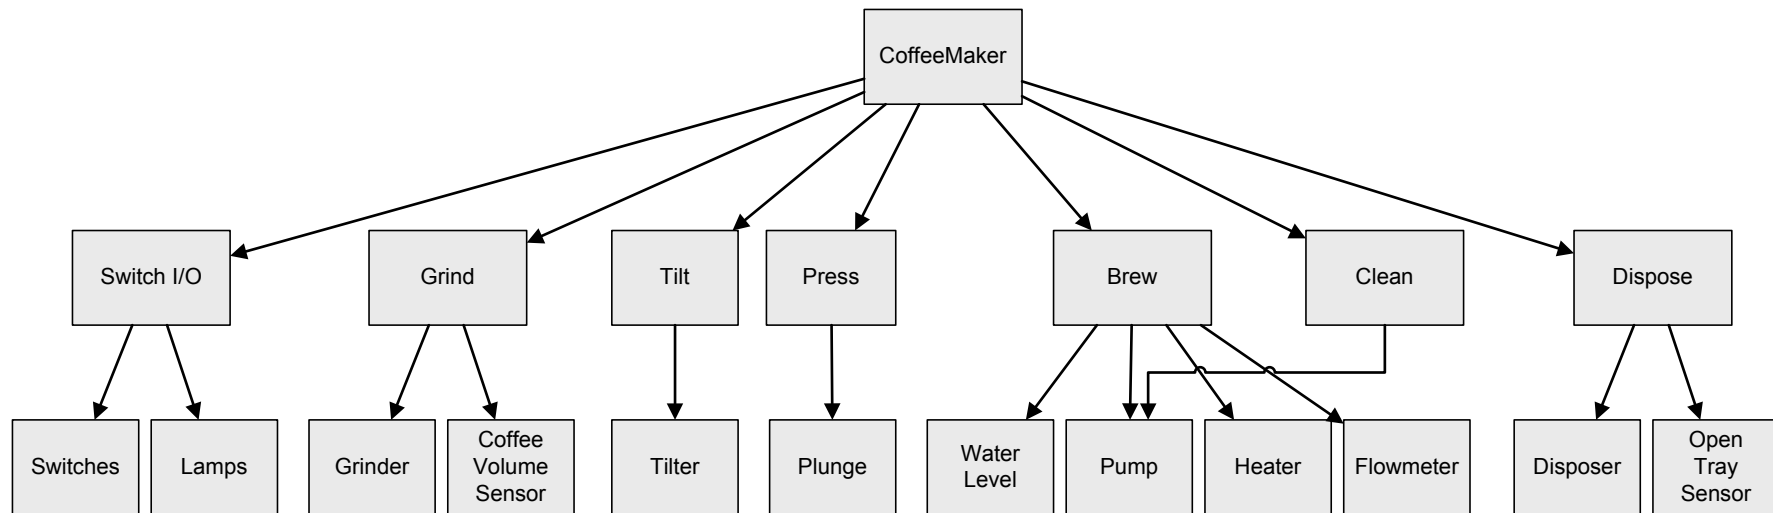 CoffeeMaker
Switch I/O
Grind
Tilt
Press
Brew
Clean
Dispose
Switches
Lamps
Grinder
Coffee
Volume
Sensor
Tilter
Plunge
Water
Level
Pump
Heater
Flowmeter
Disposer
Open
Tray
Sensor